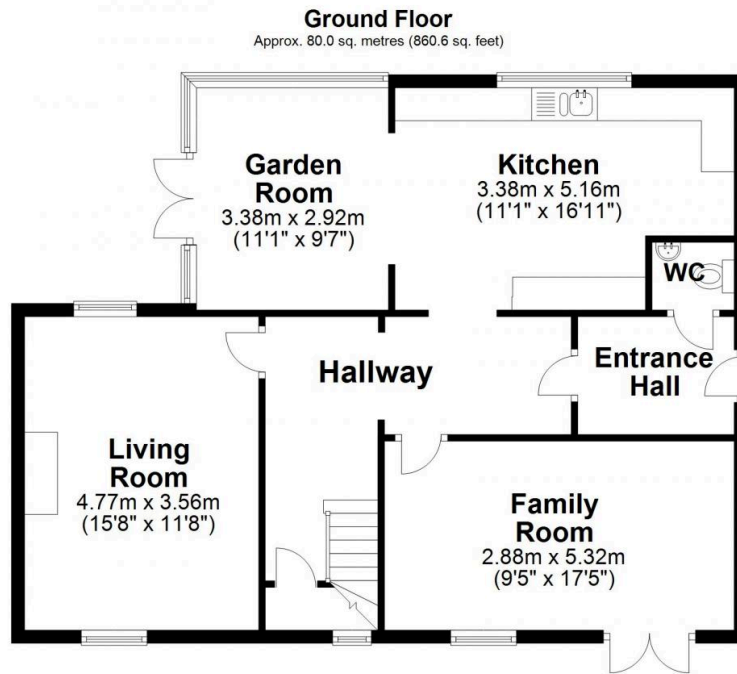 Ground Floor
Approx. 80.0 sq. metres (860.6 sq. feet)
Garden
Room
3.38m x 2.92m
(11'1" x 9'7")
Kitchen
3.38m x 5.16m
(11'1" x 16'11")
WC
Hallway
Entrance
Hall
Living
Room
4.77m x 3.56m
(15'8" x 11'8")
Family
Room
2.88m x 5.32m
(9'5" x 17'5")